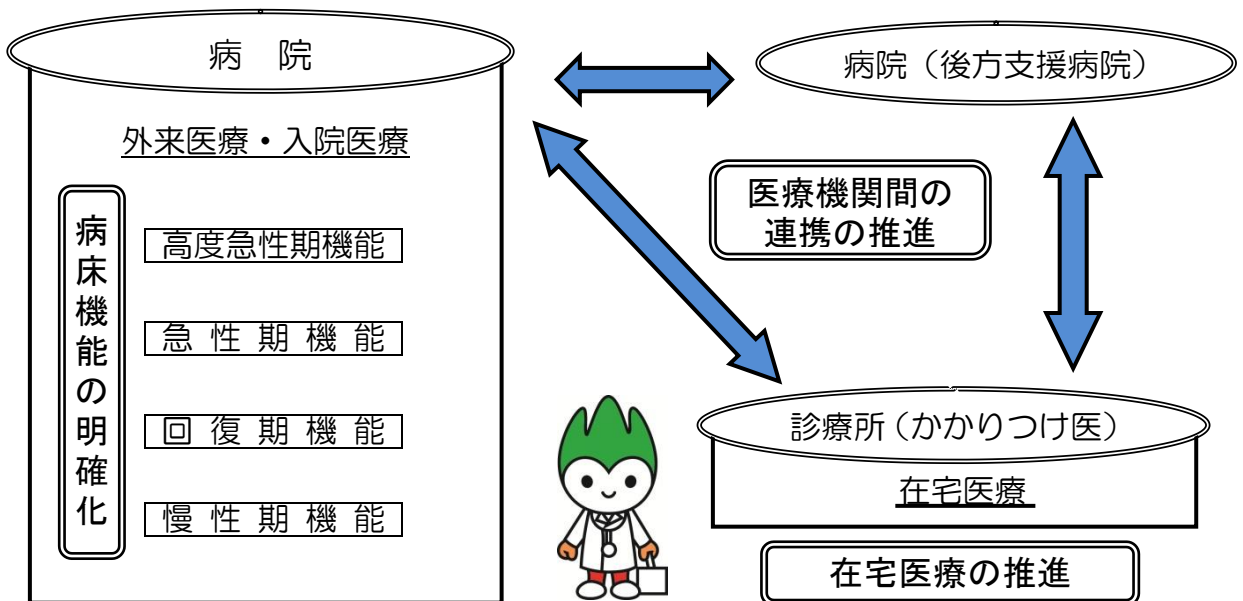 病　院
外来医療・入院医療
病床機能の明確化
高度急性期機能
急 性 期 機 能
回 復 期 機 能
慢 性 期 機 能
病院（後方支援病院）
医療機関間の
連携の推進
診療所（かかりつけ医）
在宅医療
在宅医療の推進